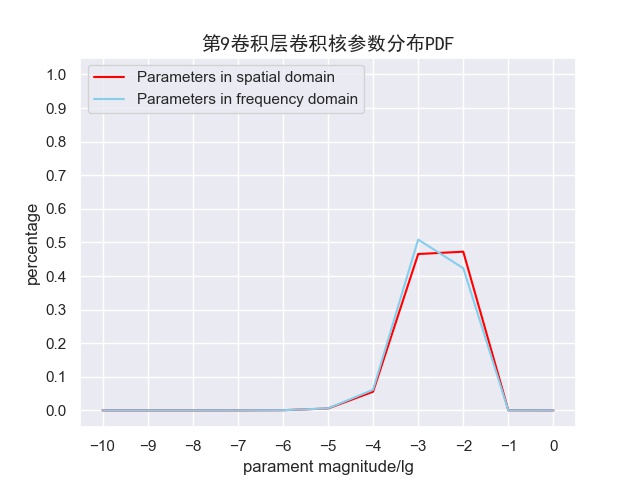 第9卷积层卷积核参数分布PDF
Parameters in spatial domain
Parameters in frequency domain
percentage
1.0
0.9
0.8
0.7
0.6
0.5
0.4
0.3
0.2
0.1
0.0
−10 −9 −8 −7 −6 −5 −4 −3 −2 −1 0
parament magnitude/lg